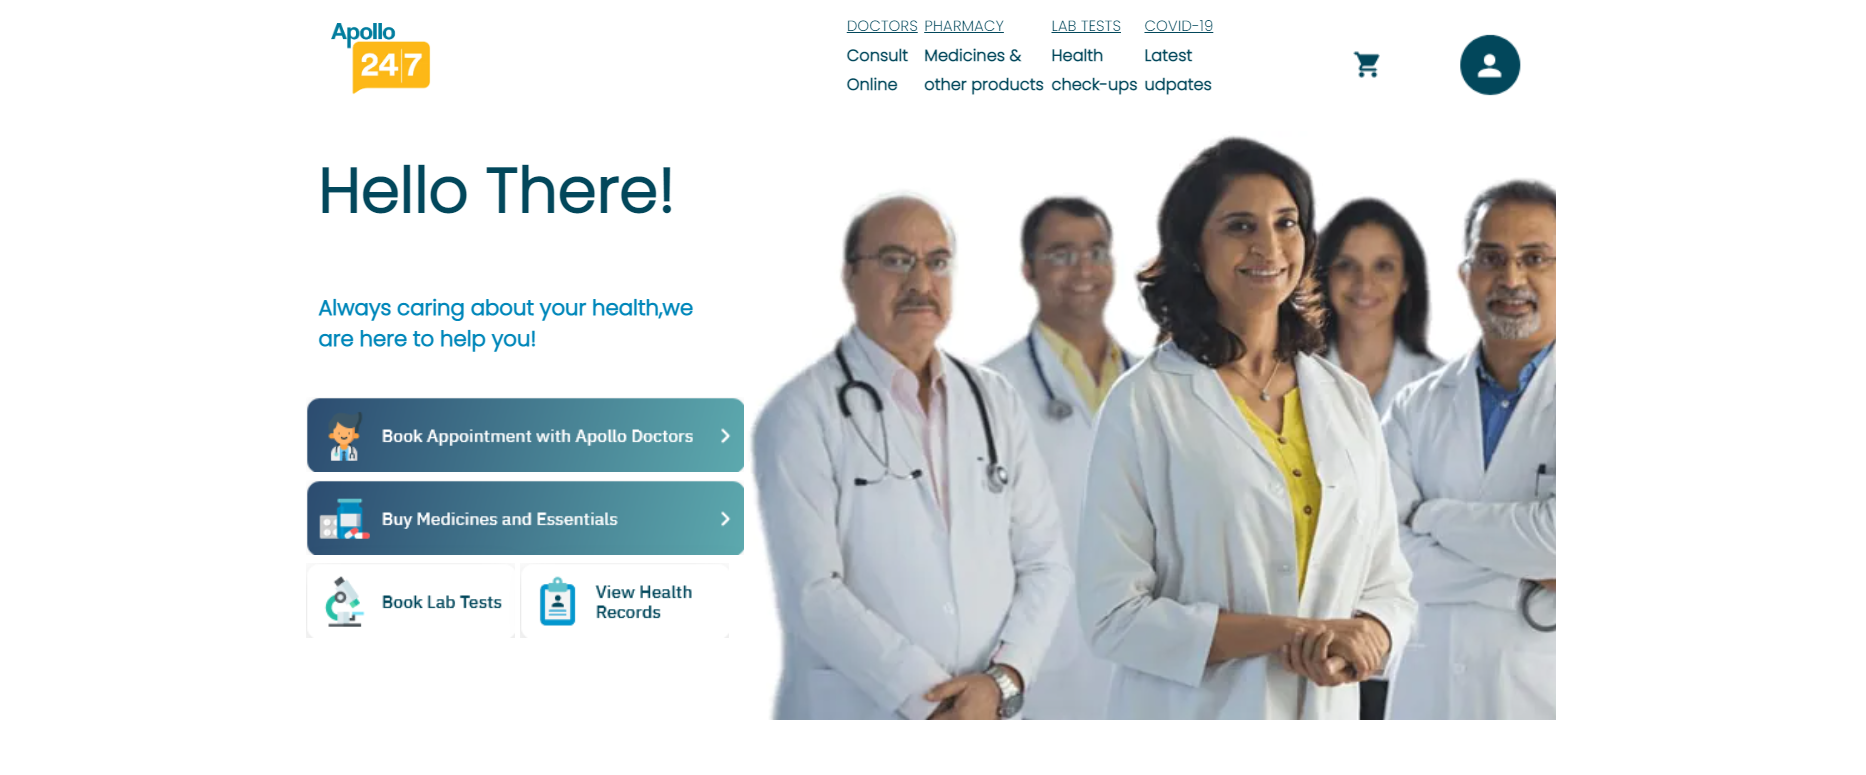 Apollo
24|7
DOCTORS PHARMACY LAB TESTS COVID-19
Consult Medicines & Health Latest
Online other products check-ups udpates
Hello There!
Always caring about your health,we
are here to help you!
Book Appointment with Apollo Doctors
Buy Medicines and Essentials
Book Lab Tests
View Health
Records